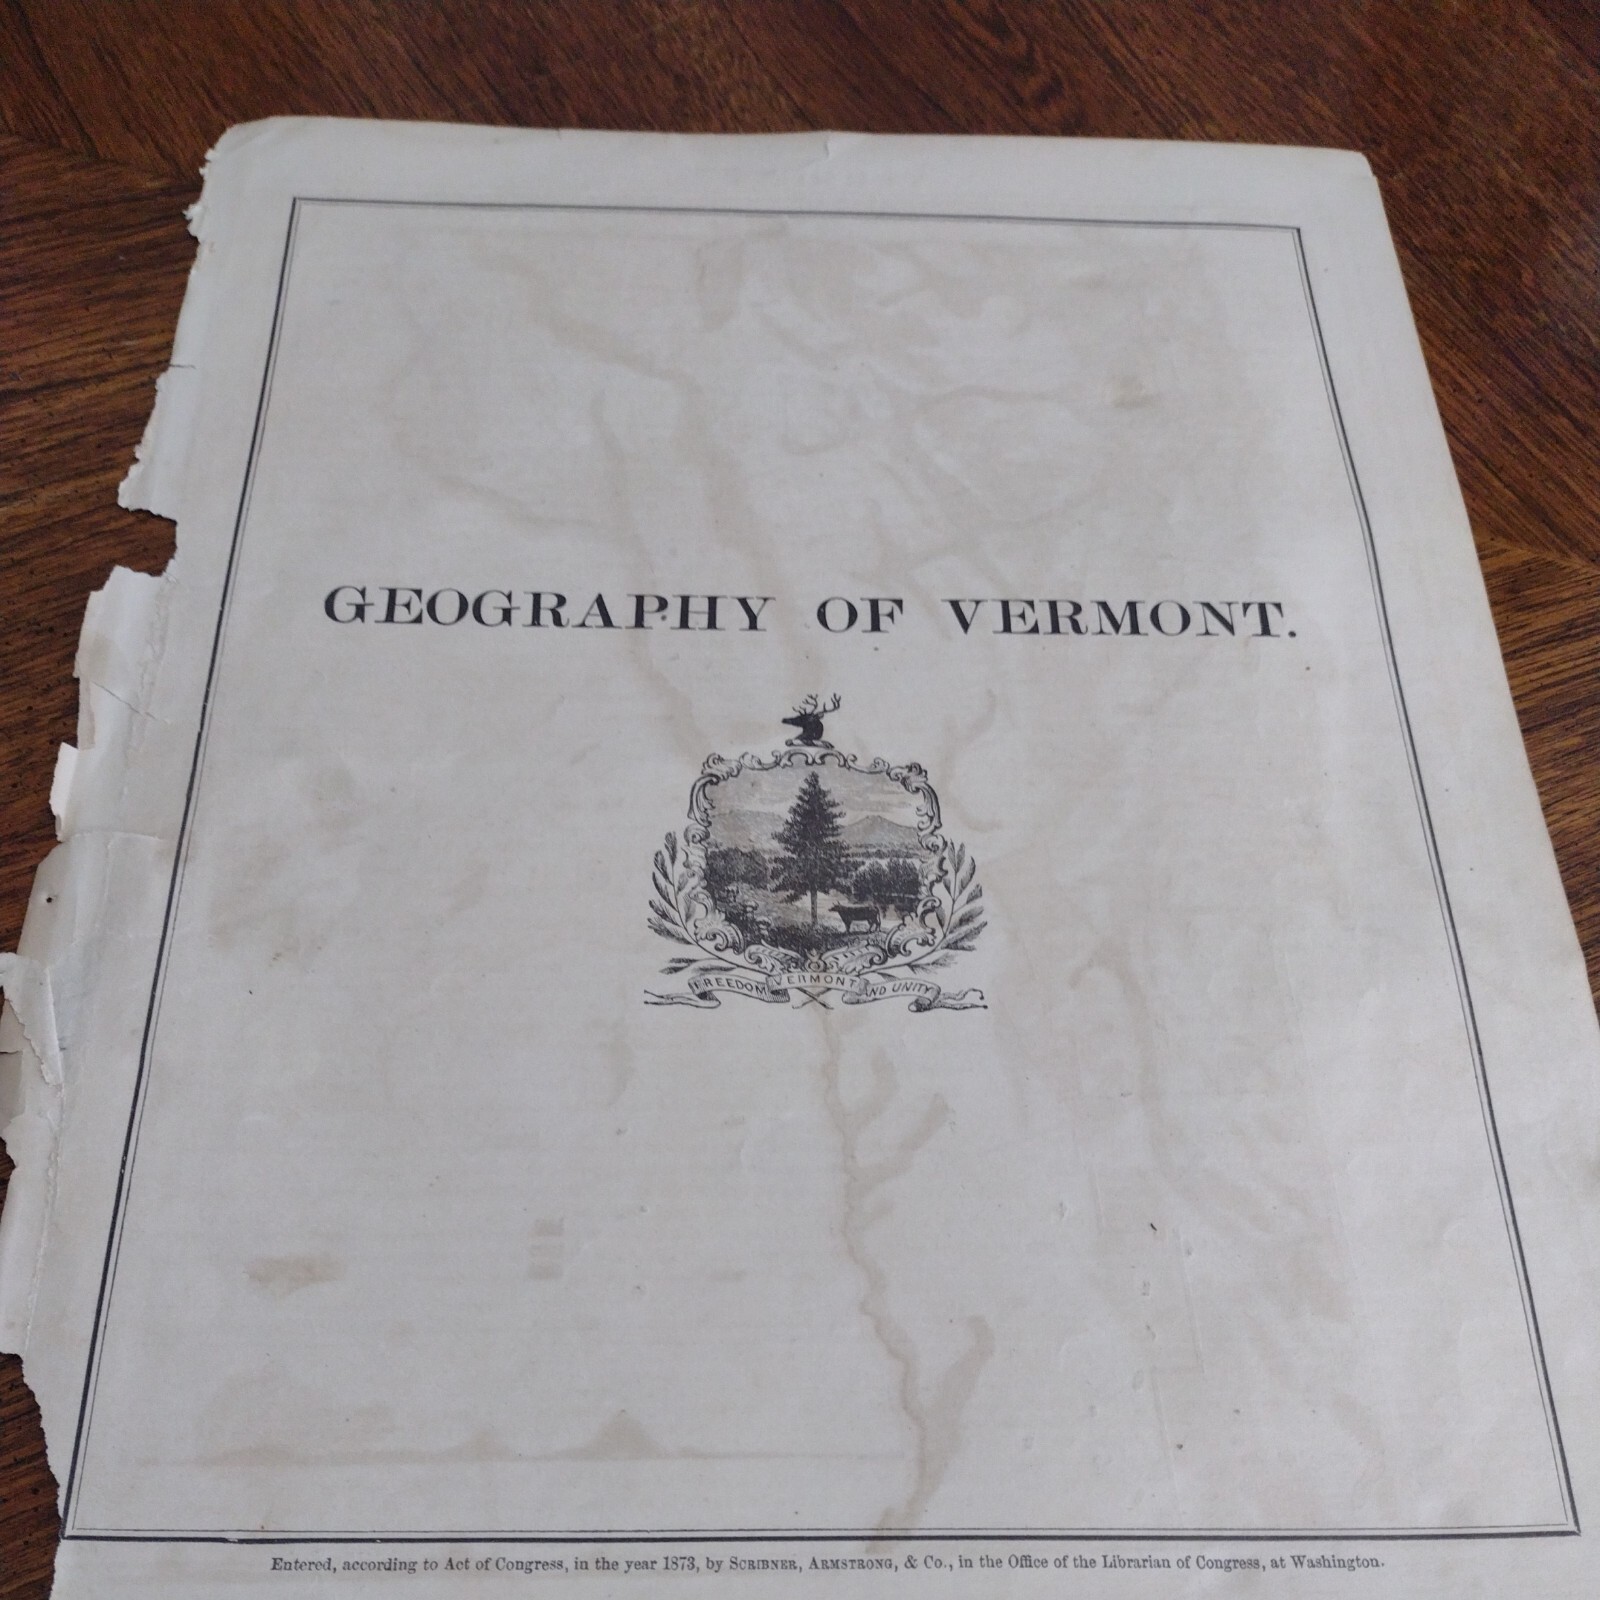 GEOGRAPHY OF VERMONT.
FREEDOM VERMONT AND UNITY
Entered, according to Act of Congress, in the year 1873, by SCRIBNER, ARMSTRONG, & CO., in the Office of the Librarian of Congress, at Washington.